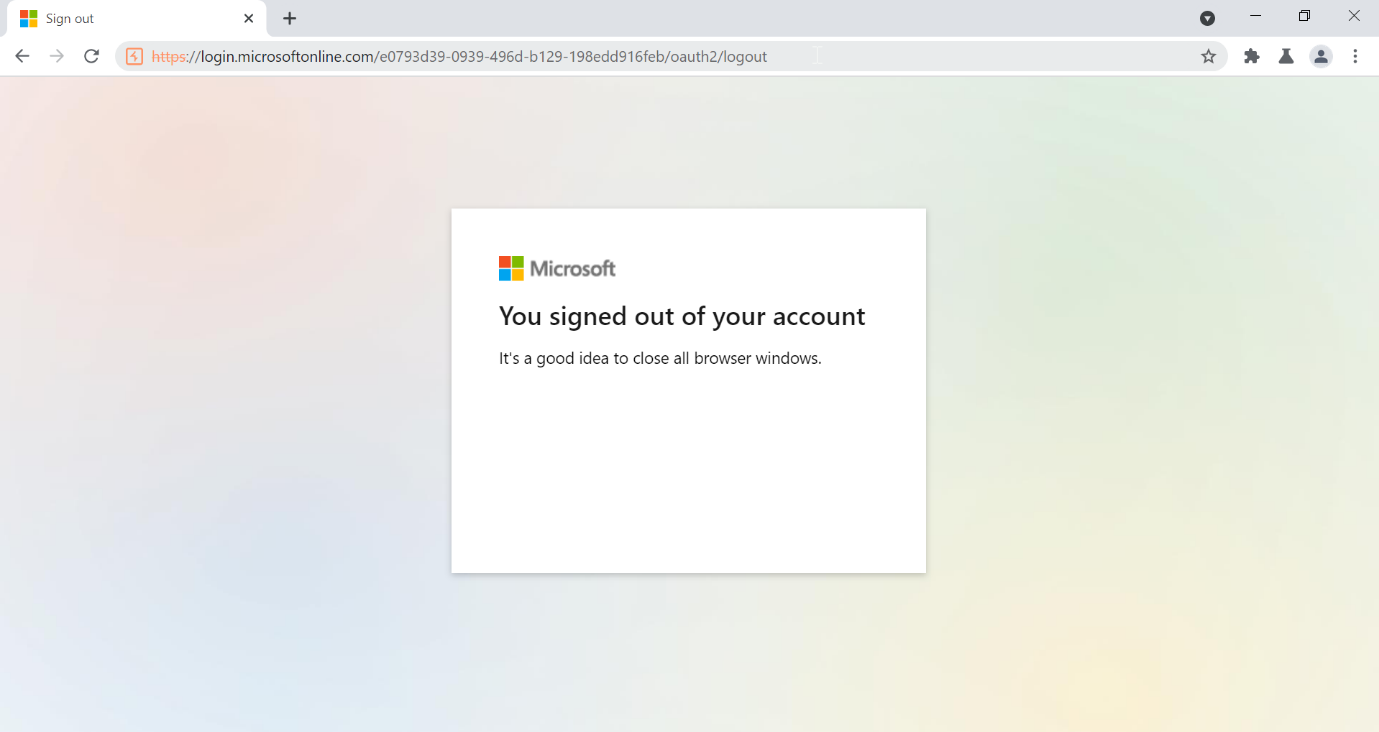 Sign out
https://login.microsoftonline.com/e0793d39-0939-496d-b129-198edd916feb/oauth2/logout
Microsoft
You signed out of your account
It's a good idea to close all browser windows.